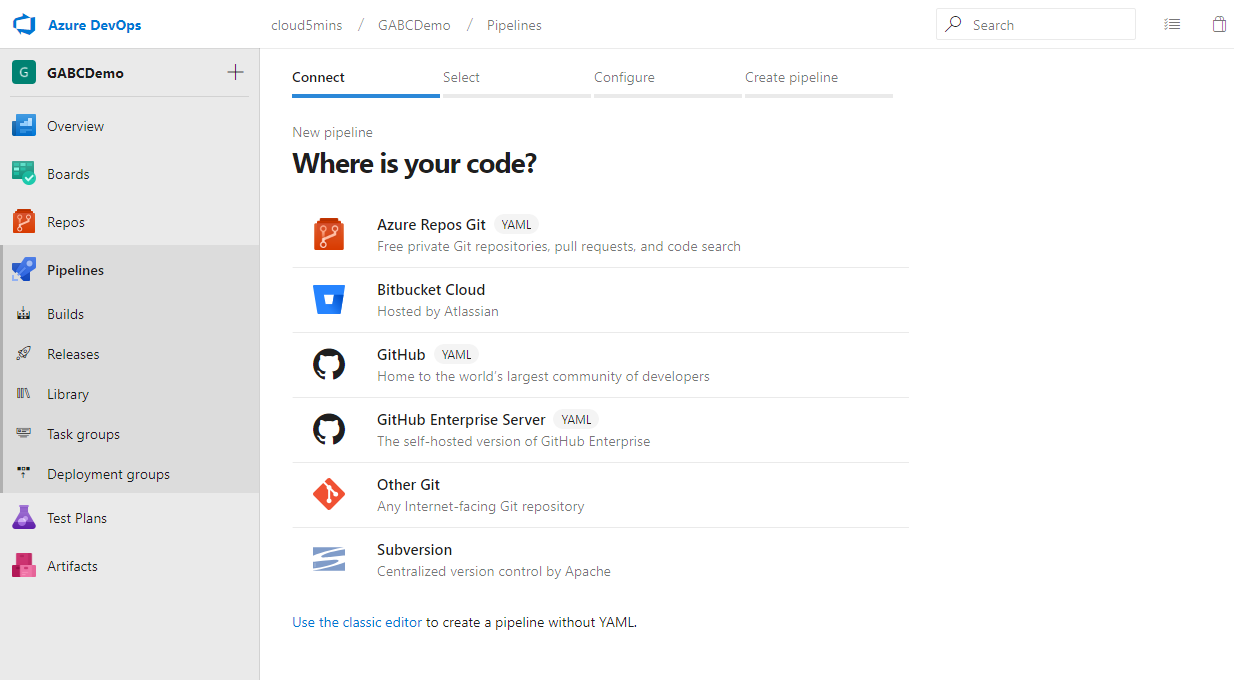 Azure DevOps
cloud5mins / GABCDemo / Pipelines
Search
G GABCDemo
Overview
Boards
Repos
Pipelines
Builds
Releases
Library
Task groups
Deployment groups
Test Plans
Artifacts
Connect Select Configure Create pipeline
New pipeline
Where is your code?
Azure Repos Git YAML
Free private Git repositories, pull requests, and code search
Bitbucket Cloud
Hosted by Atlassian
GitHub YAML
Home to the world's largest community of developers
GitHub Enterprise Server YAML
The self-hosted version of GitHub Enterprise
Other Git
Any Internet-facing Git repository
Subversion
Centralized version control by Apache
Use the classic editor to create a pipeline without YAML.